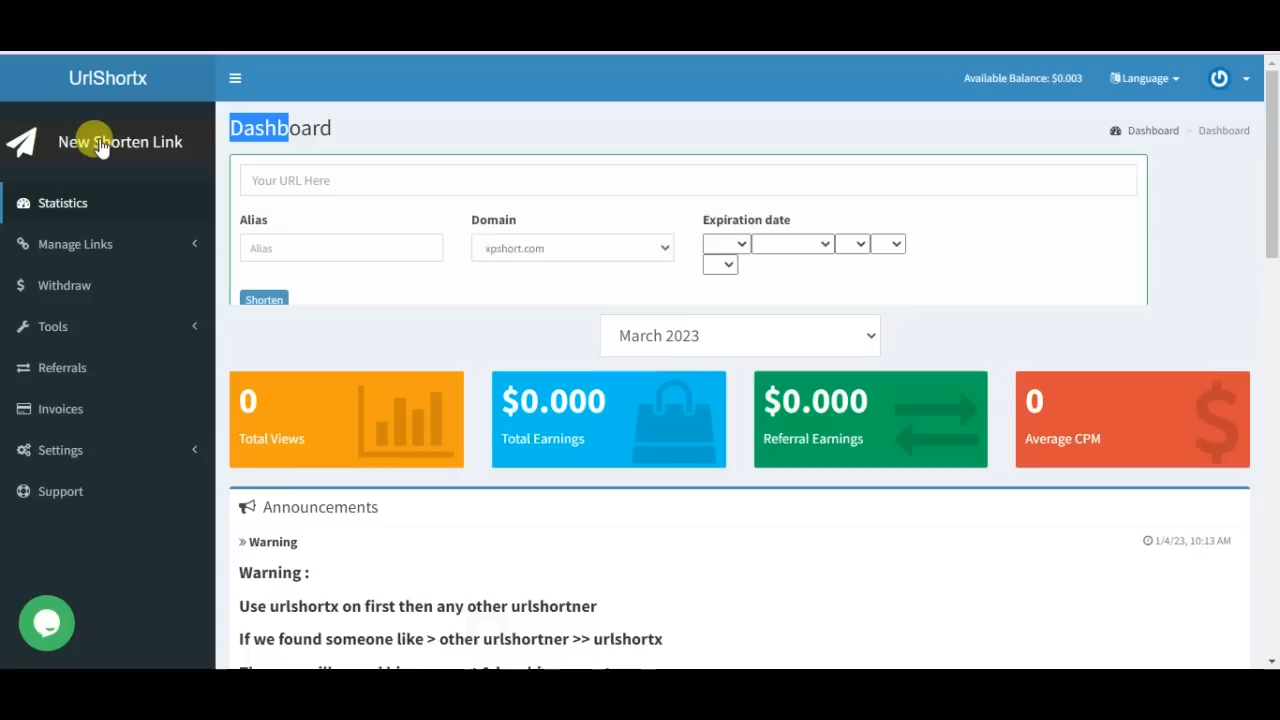 UrlShortx
Available Balance: $0.003
Language
New Shorten Link
Dashboard
Dashboard
Dashboard
Your URL Here
Statistics
Alias
Domain
Expiration date
Manage Links
Alias
xpshort.com
Withdraw
Shorten
Tools
March 2023
Referrals
0
$0.000
$0.000
0
Invoices
Total Views
Total Earnings
Referral Earnings
Average CPM
Settings
Support
Announcements
» Warning
1/4/23, 10:13 AM
Warning :
Use urlshortx on first then any other urlshortner
If we found someone like > other urlshortner >> urlshortx